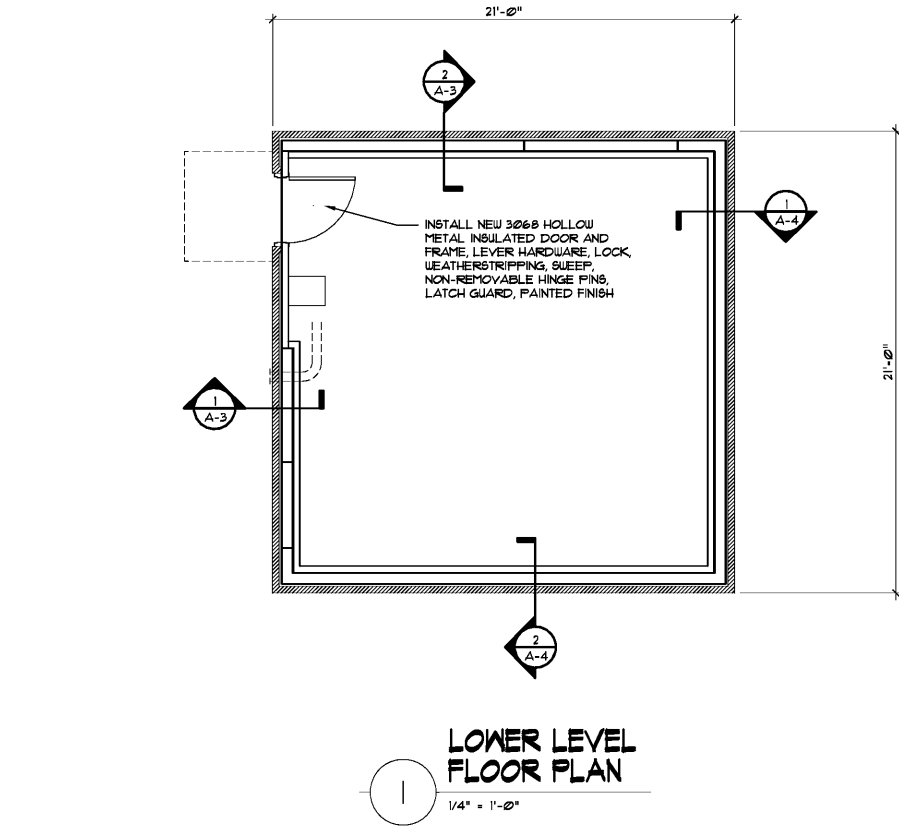 21'-0"
2
A-3
1
A-4
INSTALL NEW 3068 HOLLOW
METAL INSULATED DOOR AND
FRAME, LEVER HARDWARE, LOCK,
WEATHERSTRIPPING, SWEEP,
NON-REMOVABLE HINGE PINS,
LATCH GUARD, PAINTED FINISH
21'-0"
1
A-3
2
A-4
LOWER LEVEL
FLOOR PLAN
1
1/4" = 1'-0"